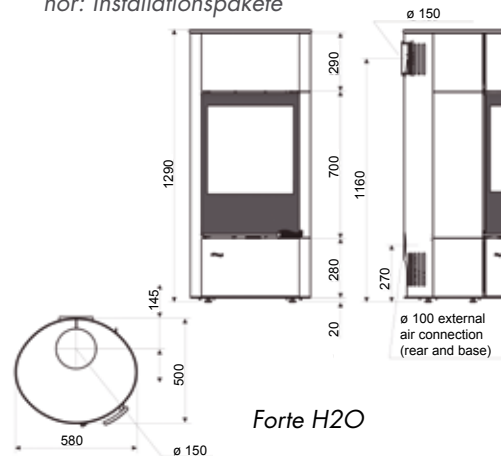 hör: Installationspakete
ø 150
290
1290
700
1160
280
270
145
20
ø 100 external
air connection
(rear and base)
500
Forte H2O
580
ø 150